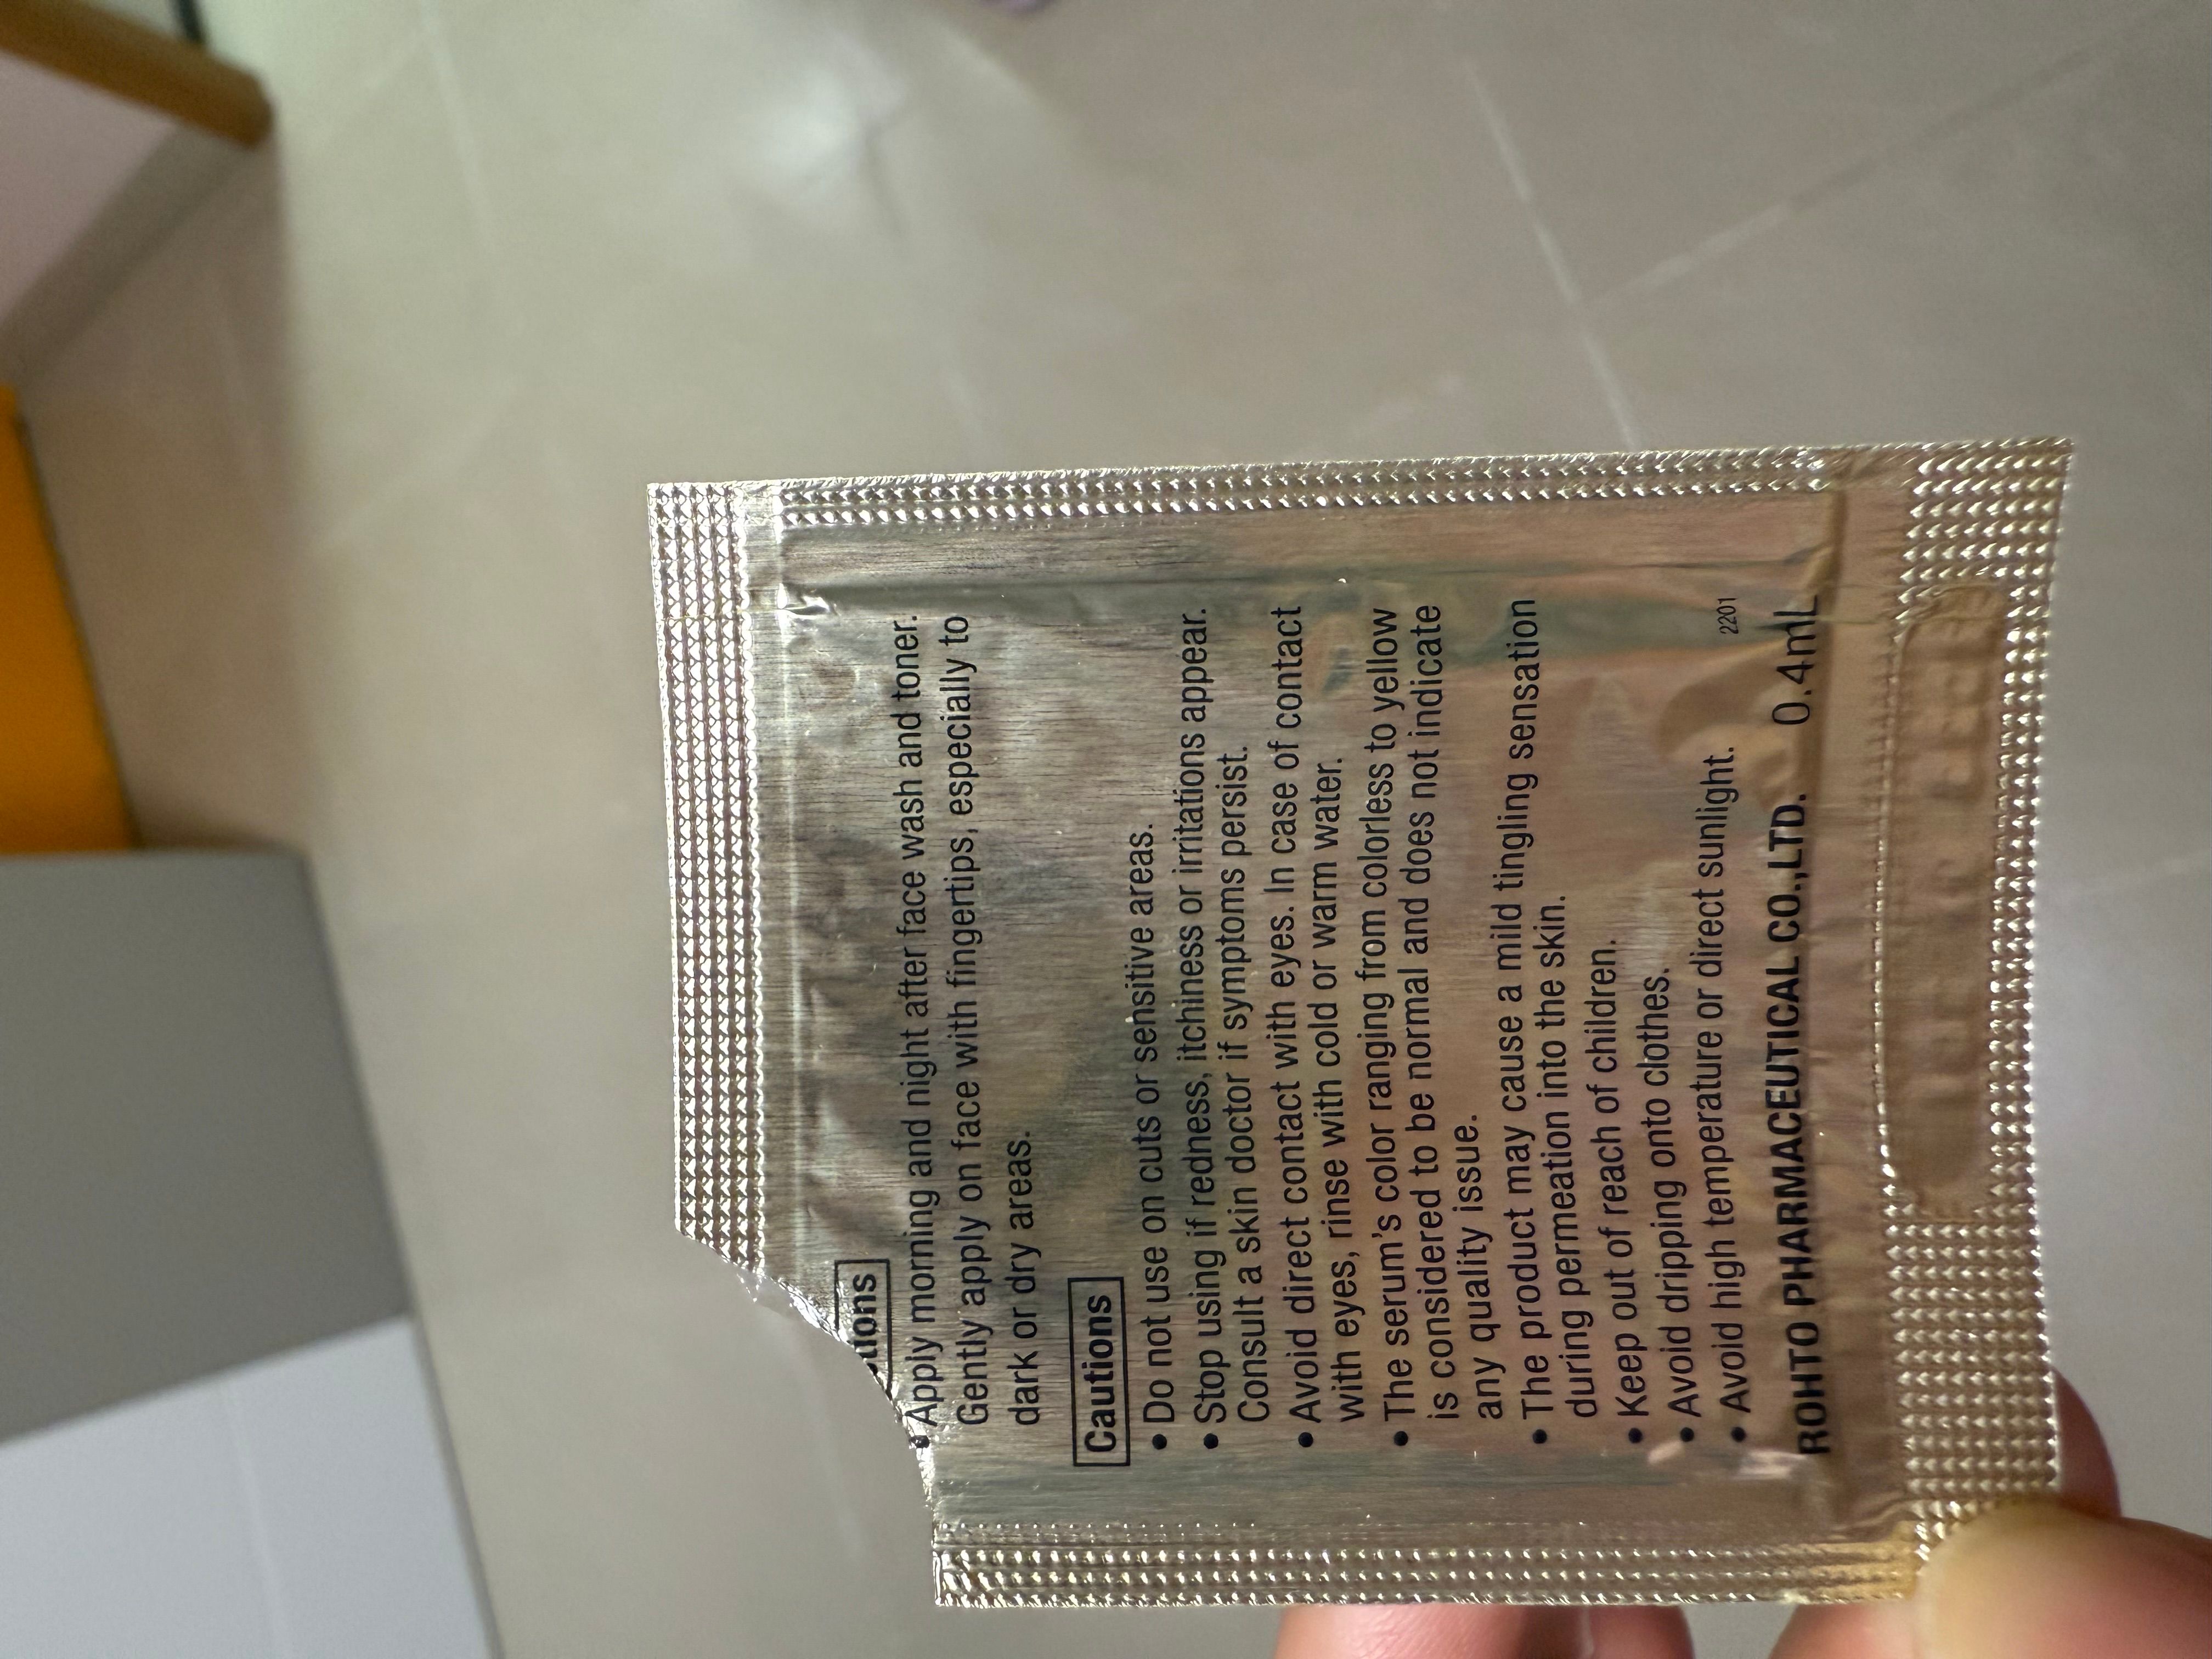 • Apply morning and night after face wash and toner.
Gently apply on face with fingertips, especially to
dark or dry areas.
Cautions
• Do not use on cuts or sensitive areas.
• Stop using if redness, itchiness or irritations appear.
Consult a skin doctor if symptoms persist.
• Avoid direct contact with eyes. In case of contact
with eyes, rinse with cold or warm water.
• The serum's color ranging from colorless to yellow
is considered to be normal and does not indicate
any quality issue.
• The product may cause a mild tingling sensation
during permeation into the skin.
• Keep out of reach of children.
• Avoid dripping onto clothes.
• Avoid high temperature or direct sunlight.
2201
ROHTO PHARMACEUTICAL CO.,LTD. 0.4mL